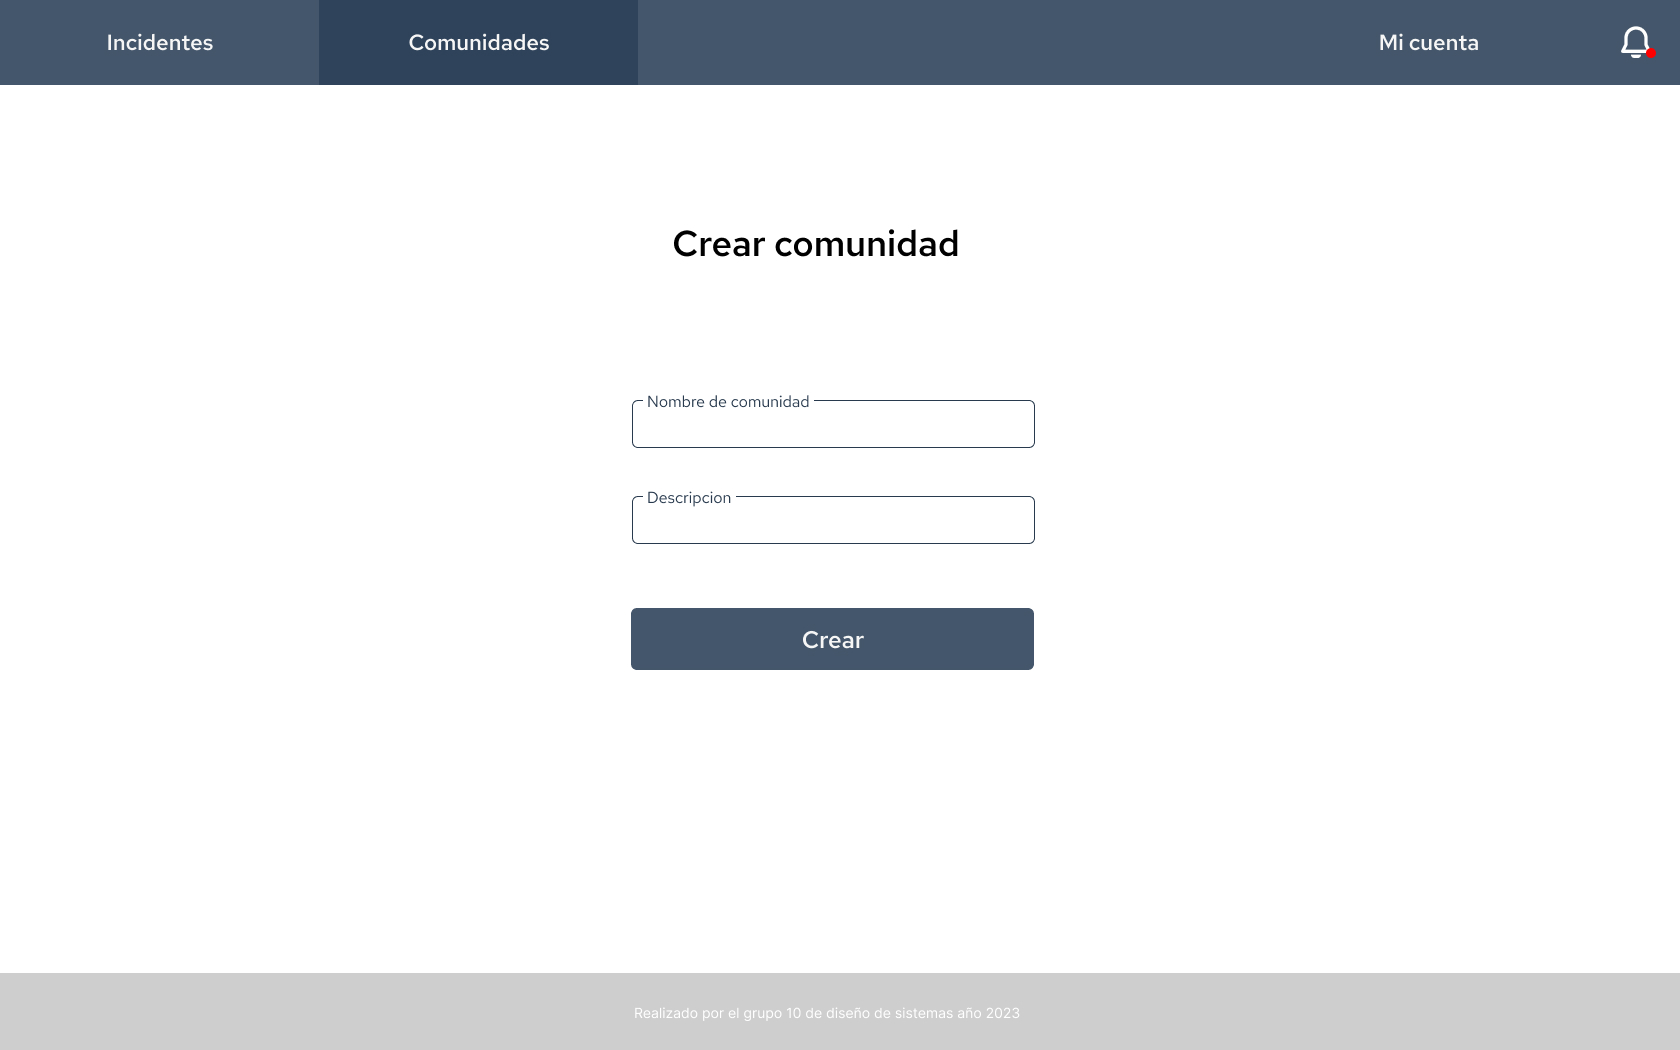 Incidentes
Comunidades
Mi cuenta
Crear comunidad
Nombre de comunidad
Descripcion
Crear
Realizado por el grupo 10 de diseño de sistemas año 2023